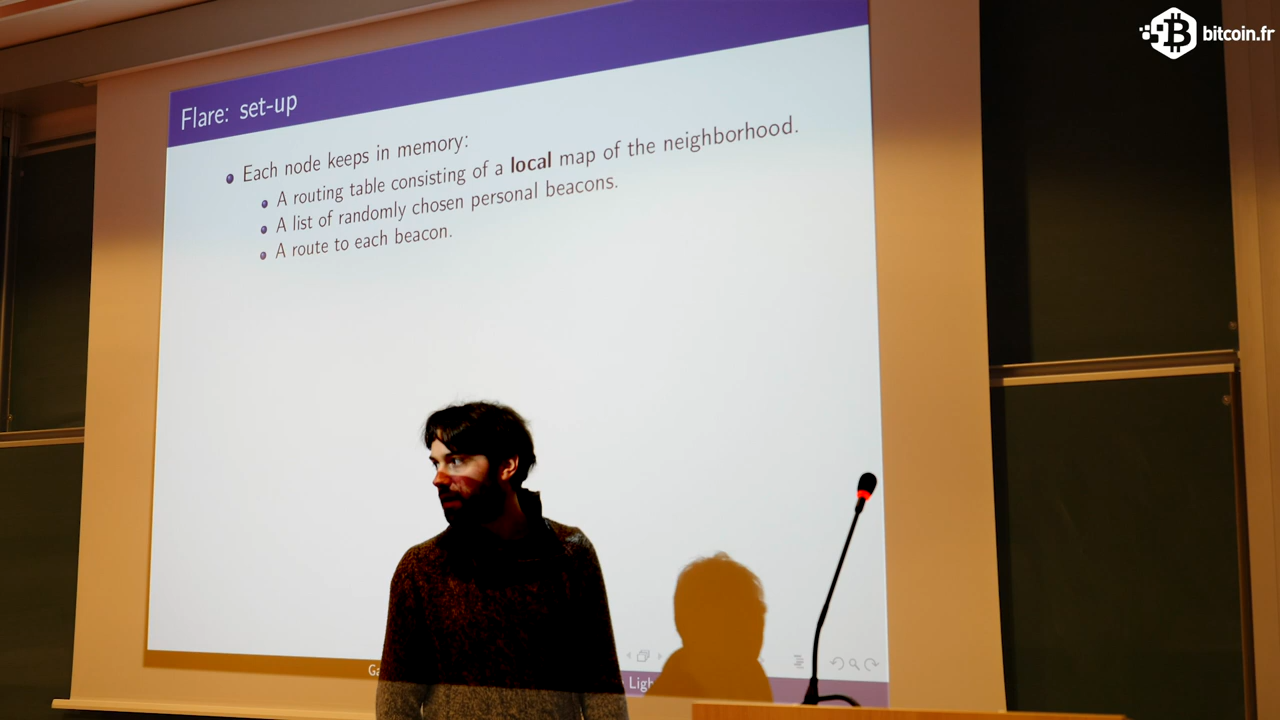 bitcoin.fr
Flare: set-up
Each node keeps in memory:
A routing table consisting of a local map of the neighborhood.
A list of randomly chosen personal beacons.
A route to each beacon.